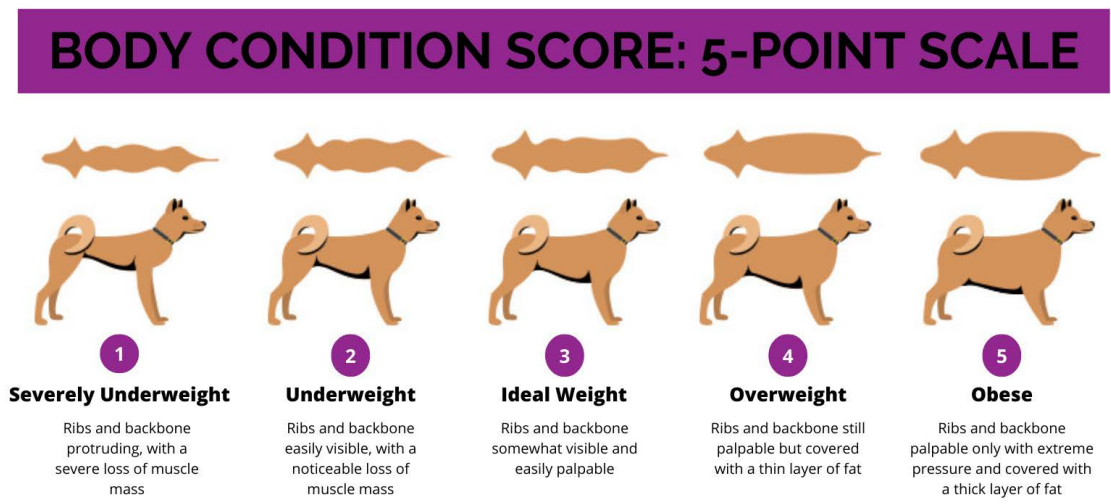 BODY CONDITION SCORE: 5-POINT SCALE
1
Severely Underweight
Ribs and backbone
protruding, with a
severe loss of muscle
mass
2
Underweight
Ribs and backbone
easily visible, with a
noticeable loss of
muscle mass
3
Ideal Weight
Ribs and backbone
somewhat visible and
easily palpable
4
Overweight
Ribs and backbone still
palpable but covered
with a thin layer of fat
5
Obese
Ribs and backbone
palpable only with extreme
pressure and covered with
a thick layer of fat